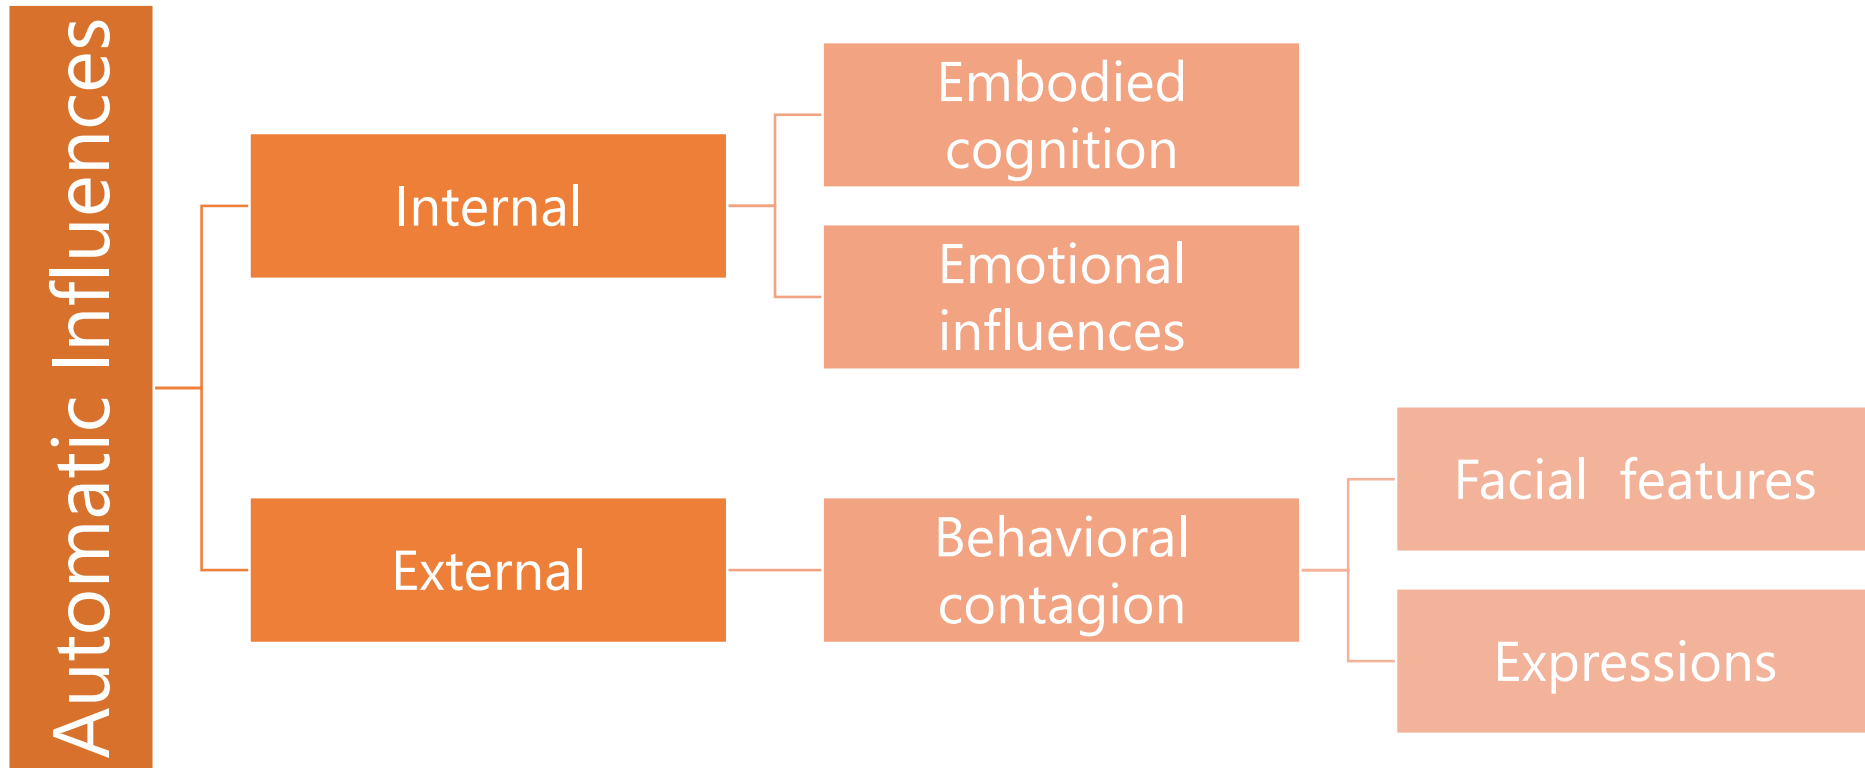 Automatic Influences
Internal
Embodied
cognition
Emotional
influences
External
Behavioral
contagion
Facial  features
Expressions